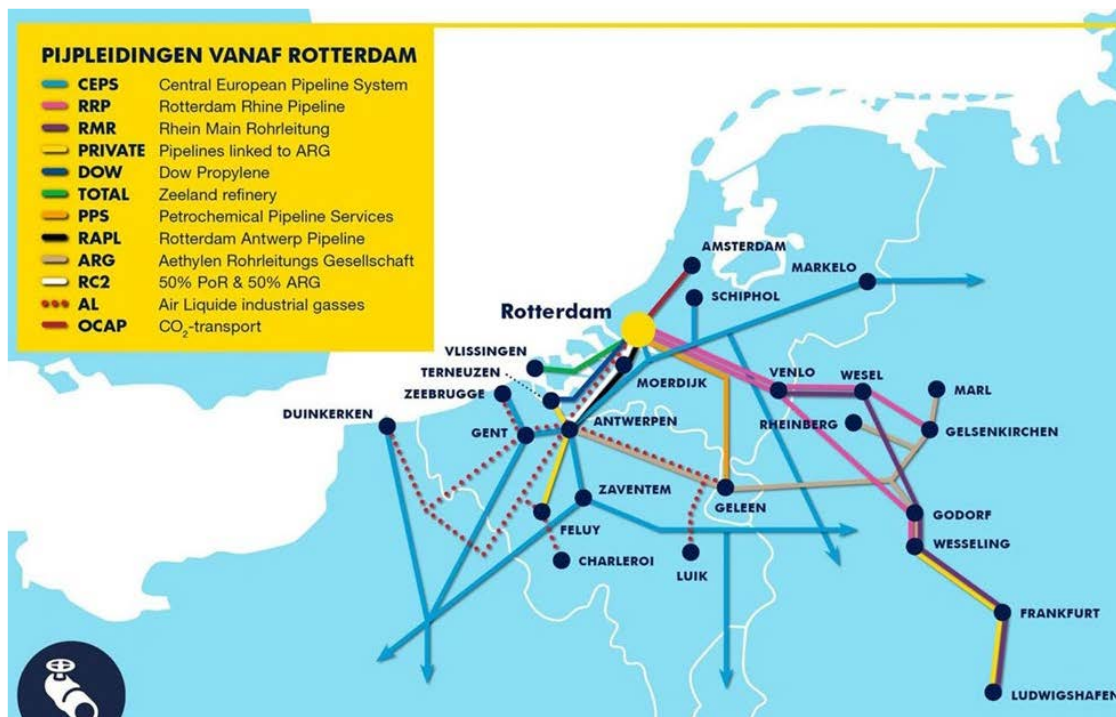 PIJPLEIDINGEN VANAF ROTTERDAM
CEPS Central European Pipeline System
RRP Rotterdam Rhine Pipeline
RMR Rhein Main Rohrleitung
PRIVATE Pipelines linked to ARG
DOW Dow Propylene
TOTAL Zeeland refinery
PPS Petrochemical Pipeline Services
RAPL Rotterdam Antwerp Pipeline
ARG Aethylen Rohrleitungs Gesellschaft
RC2 50% PoR & 50% ARG
AL Air Liquide industrial gasses
OCAP CO₂-transport
AMSTERDAM
MARKELO
SCHIPHOL
Rotterdam
VLISSINGEN
TERNEUZEN
MOERDIJK
VENLO
WESEL
MARL
ZEEBRUGGE
DUINKERKEN
GENT
ANTWERPEN
RHEINBERG
GELSENKIRCHEN
ZAVENTEM
GELEEN
GODORF
FELUY
WESSELING
CHARLEROI
LUIK
FRANKFURT
LUDWIGSHAFEN